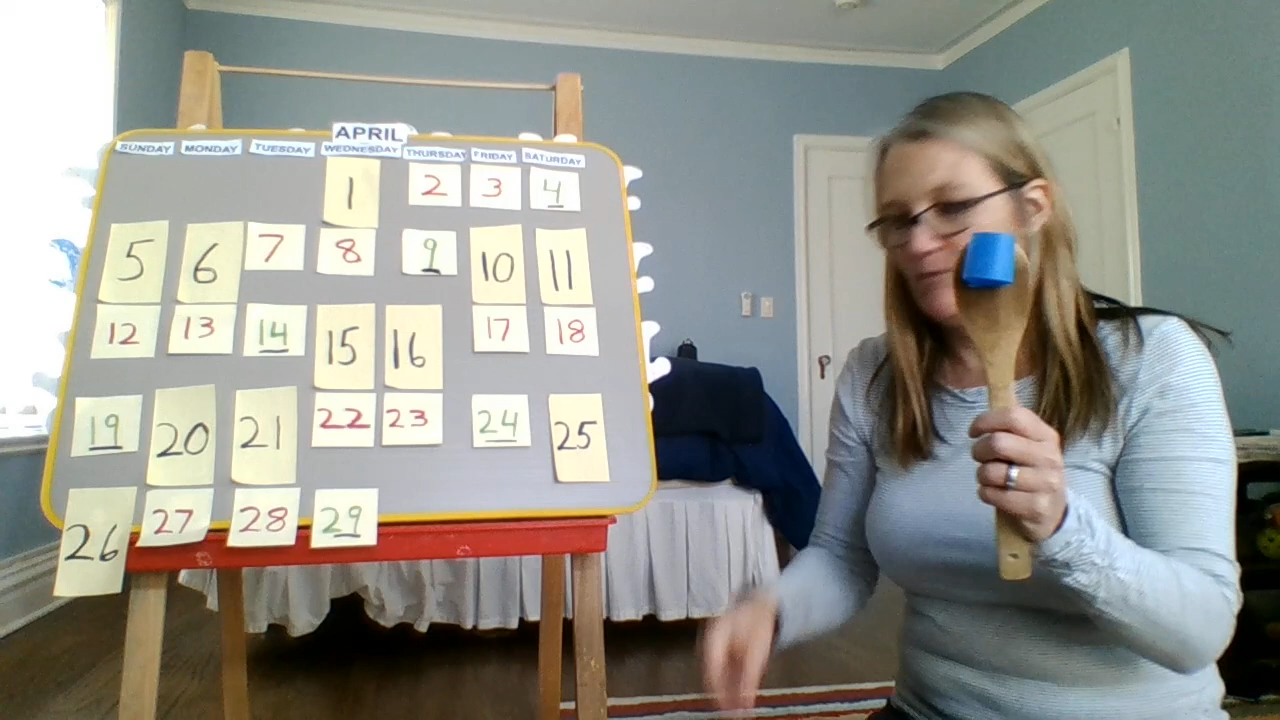 APRIL
SUNDAY MONDAY TUESDAY WEDNESDAY THURSDAY FRIDAY SATURDAY
1 2 3 4
5 6 7 8 9 10 11
12 13 14 15 16 17 18
19 20 21 22 23 24 25
26 27 28 29